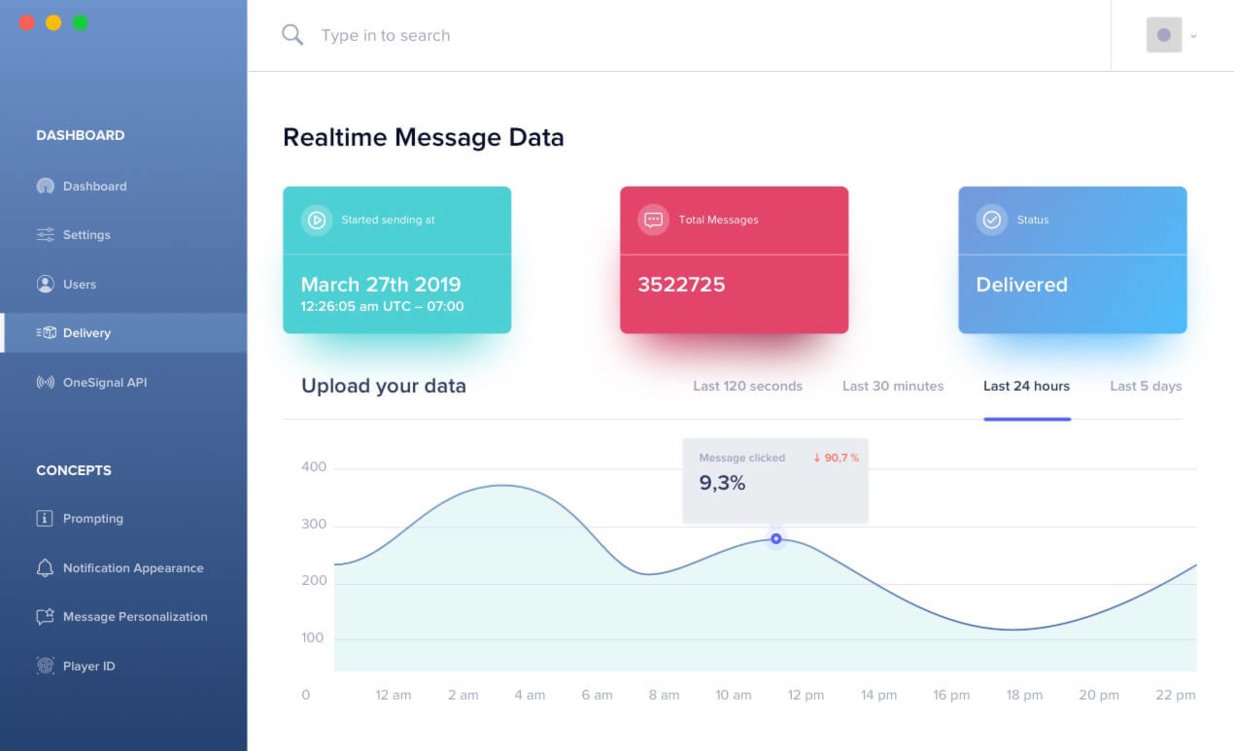 Type in to search
DASHBOARD
Dashboard
Settings
Users
Delivery
OneSignal API
CONCEPTS
Prompting
Notification Appearance
Message Personalization
Player ID
Realtime Message Data
Started sending at
March 27th 2019
12:26:05 am UTC – 07:00
Total Messages
3522725
Status
Delivered
Upload your data
Last 120 seconds
Last 30 minutes
Last 24 hours
Last 5 days
Message clicked ↓ 90,7 %
9,3%
400
300
200
100
0 12 am 2 am 4 am 6 am 8 am 10 am 12 pm 14 pm 16 pm 18 pm 20 pm 22 pm